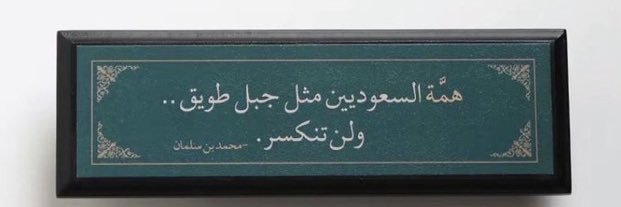 همَّة السعوديين مثل جبل طويق..
ولن تنكسر.
-محمد بن سلمان